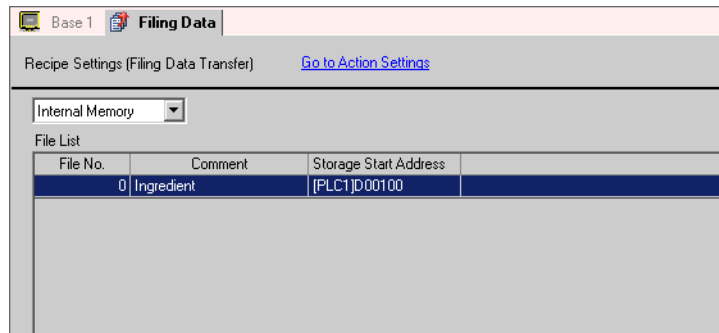 Base 1 Filing Data
Recipe Settings (Filing Data Transfer) Go to Action Settings
Internal Memory
File List
File No. Comment Storage Start Address
0 Ingredient [PLC1]D00100